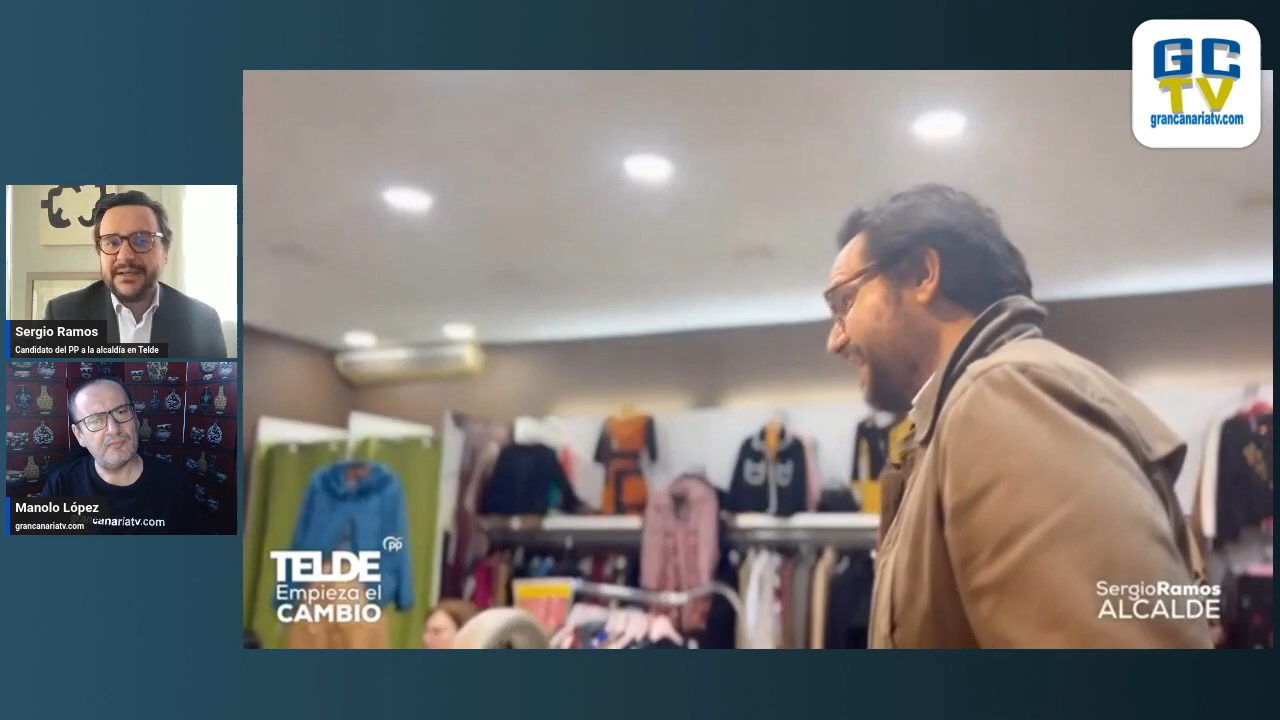 GC
TV
grancanariatv.com
Sergio Ramos
Candidato del PP a la alcaldía en Telde
Manolo López
grancanariatv.com
canariatv.com
PP
TELDE
Empieza el
CAMBIO
SergioRamos
ALCALDE